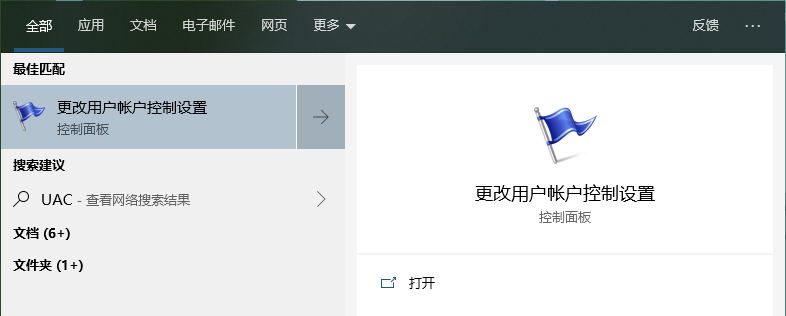 全部 应用 文档 电子邮件 网页 更多 反馈 ···
最佳匹配
更改用户帐户控制设置
控制面板
搜索建议
UAC - 查看网络搜索结果
文档 (6+)
文件夹 (1+)
更改用户帐户控制设置
控制面板
打开